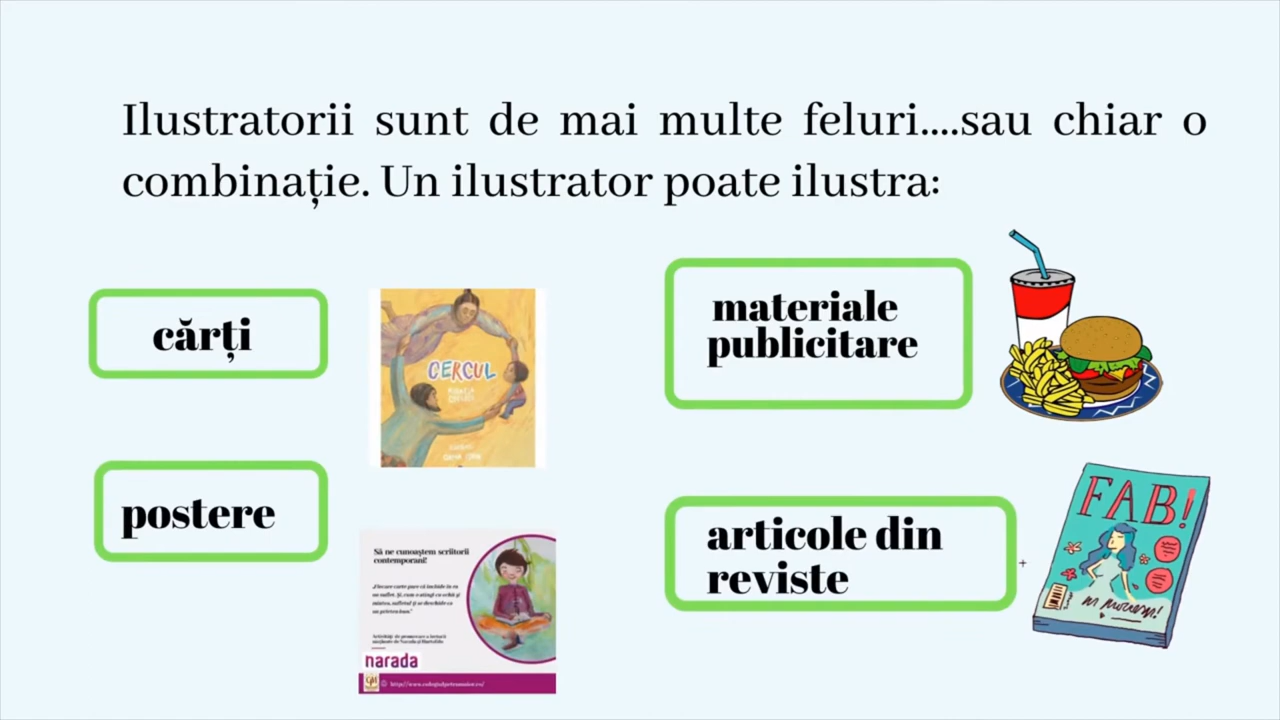 Ilustratorii sunt de mai multe feluri....sau chiar o
combinație. Un ilustrator poate ilustra:
cărți
CERCUL
materiale
publicitare
postere
Să ne cunoaștem scriitorii
contemporani!
narada
articole din
reviste
FAB!